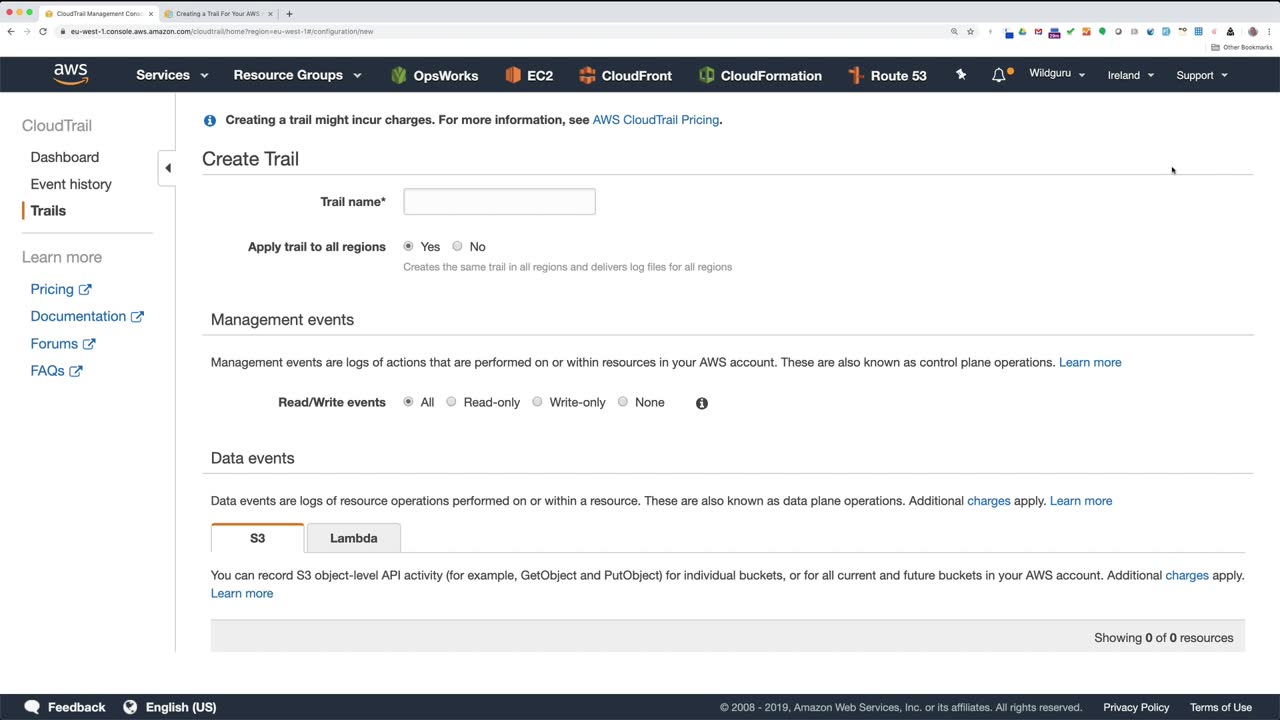 CloudTrail Management Cons
Creating a Trail For Your AWS
eu-west-1.console.aws.amazon.com/cloudtrail/home?region=eu-west-1#/configuration/new
Other Bookmarks
aws
Services
Resource Groups
OpsWorks
EC2
CloudFront
CloudFormation
Route 53
Wildguru
Ireland
Support
CloudTrail
Dashboard
Event history
Trails
Learn more
Pricing
Documentation
Forums
FAQs
Creating a trail might incur charges. For more information, see AWS CloudTrail Pricing.
Create Trail
Trail name*
Apply trail to all regions
Yes
No
Creates the same trail in all regions and delivers log files for all regions
Management events
Management events are logs of actions that are performed on or within resources in your AWS account. These are also known as control plane operations. Learn more
Read/Write events
All
Read-only
Write-only
None
Data events
Data events are logs of resource operations performed on or within a resource. These are also known as data plane operations. Additional charges apply. Learn more
S3
Lambda
You can record S3 object-level API activity (for example, GetObject and PutObject) for individual buckets, or for all current and future buckets in your AWS account. Additional charges apply.
Learn more
Showing 0 of 0 resources
Feedback
English (US)
© 2008 - 2019, Amazon Web Services, Inc. or its affiliates. All rights reserved.
Privacy Policy
Terms of Use